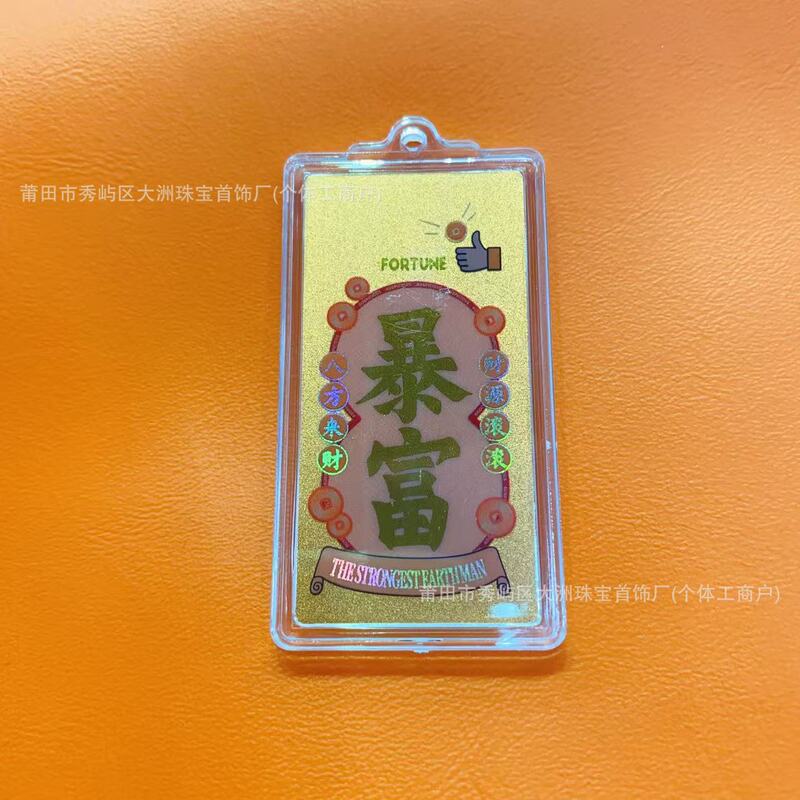 莆田市秀屿区大洲珠宝首饰厂(个体工商户)
FORTUNE
暴富
八方来财
财源滚滚
THE STRONGEST EARTH MAN
莆田市秀屿区大洲珠宝首饰厂(个体工商户)